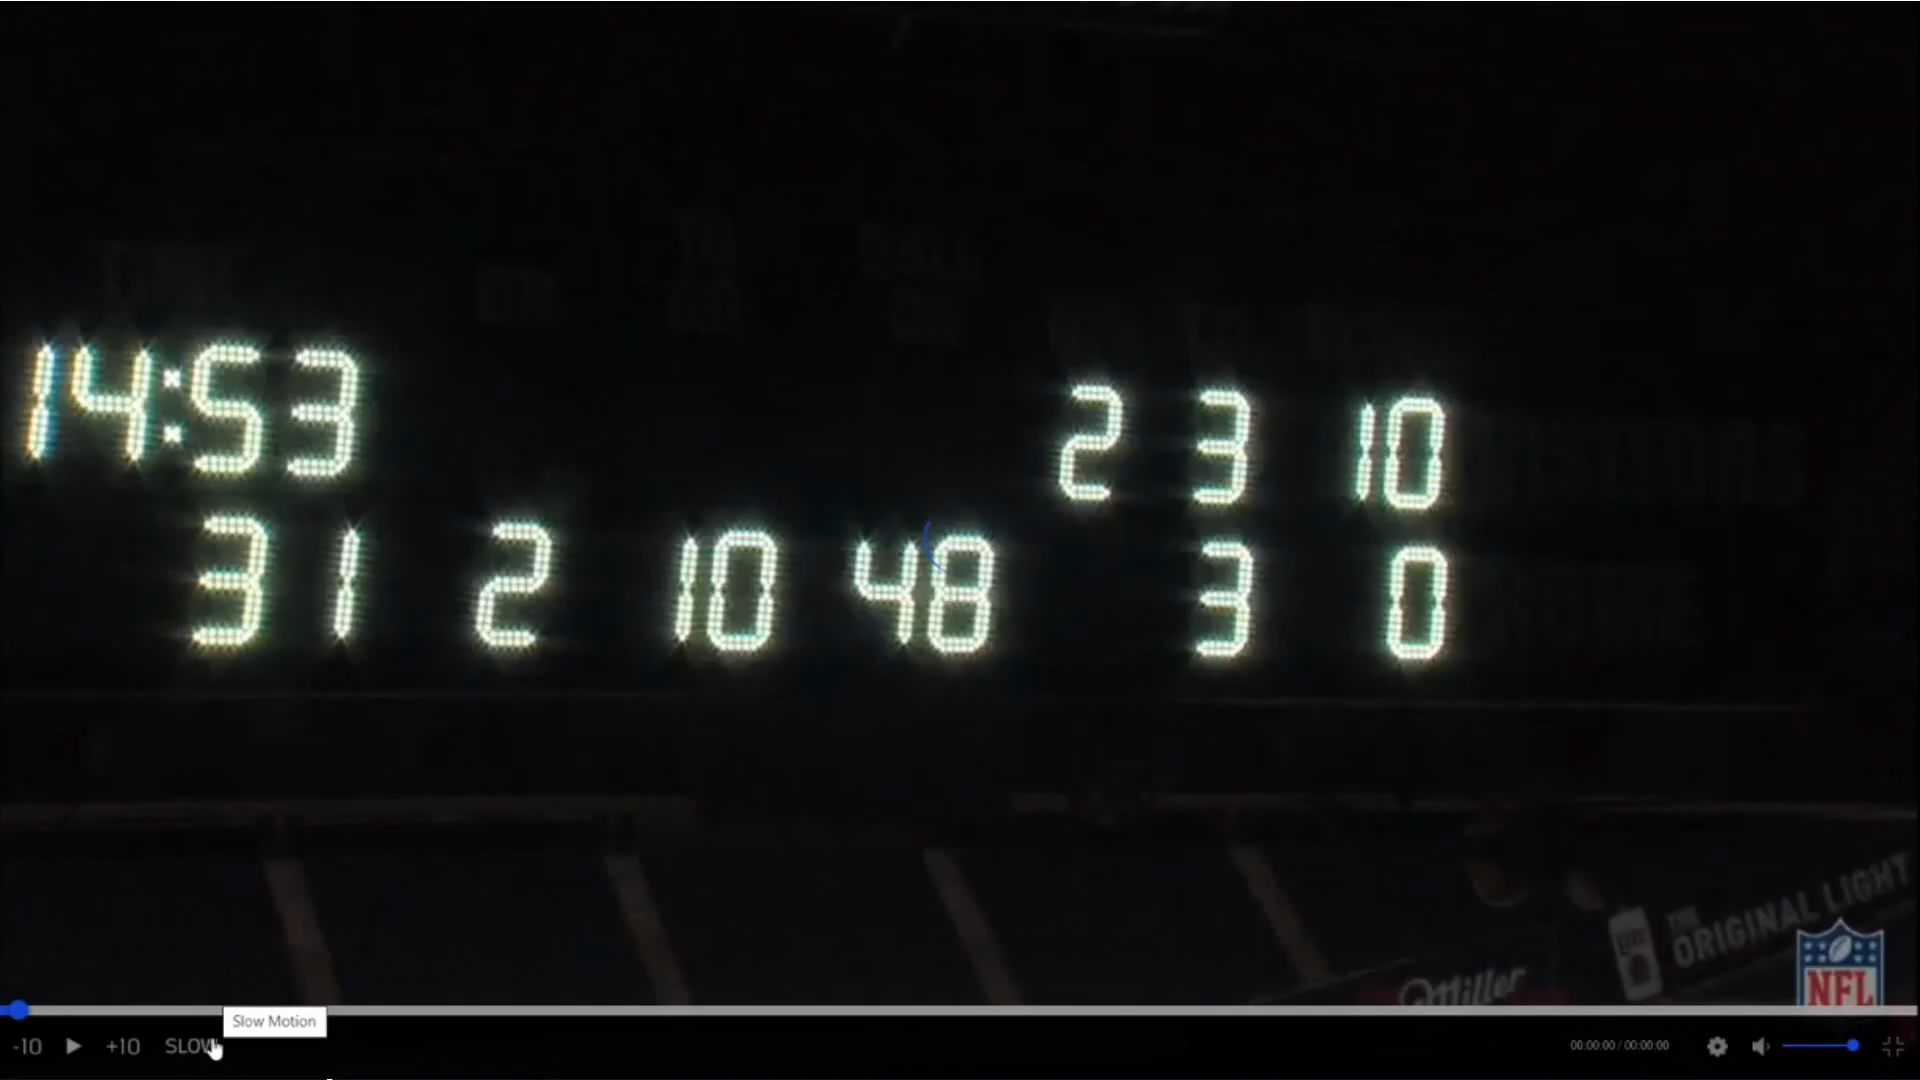 14:53 2 3 10
31 2 10 48 3 0
THE
ORIGINAL LIGHT
Miller
NFL
Slow Motion
-10 +10 SLOW 00:00:00 / 00:00:00